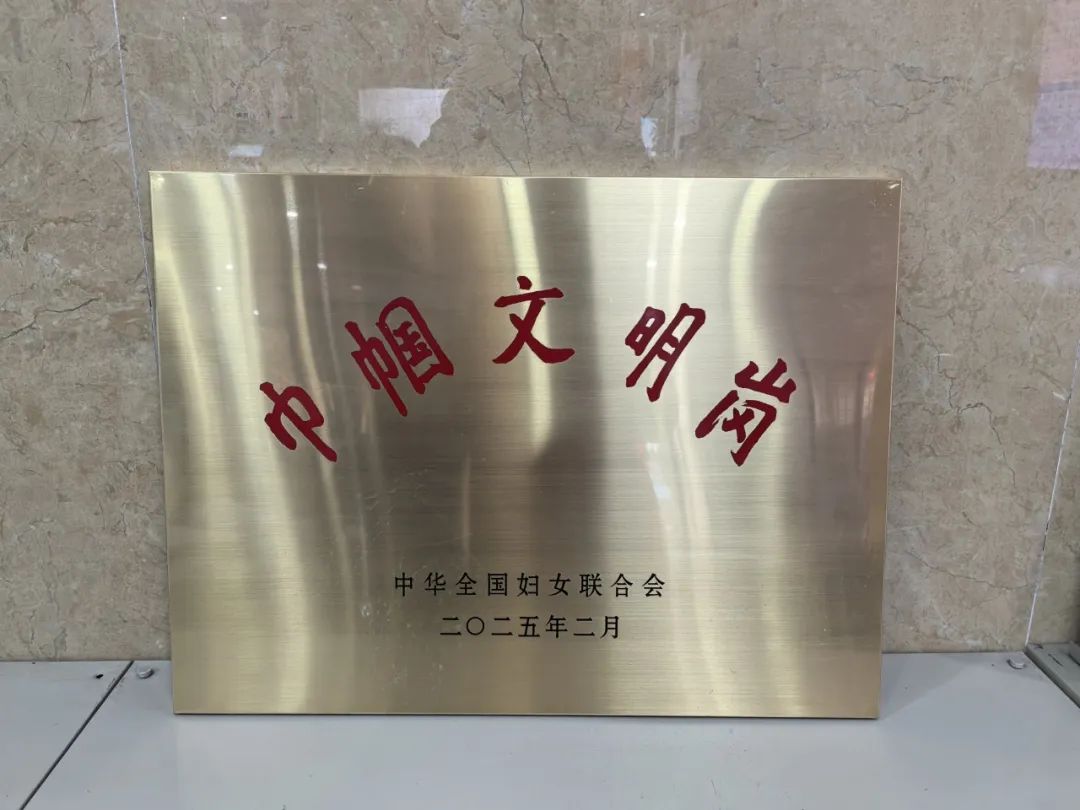 巾帼文明岗
中华全国妇女联合会
二〇二五年二月